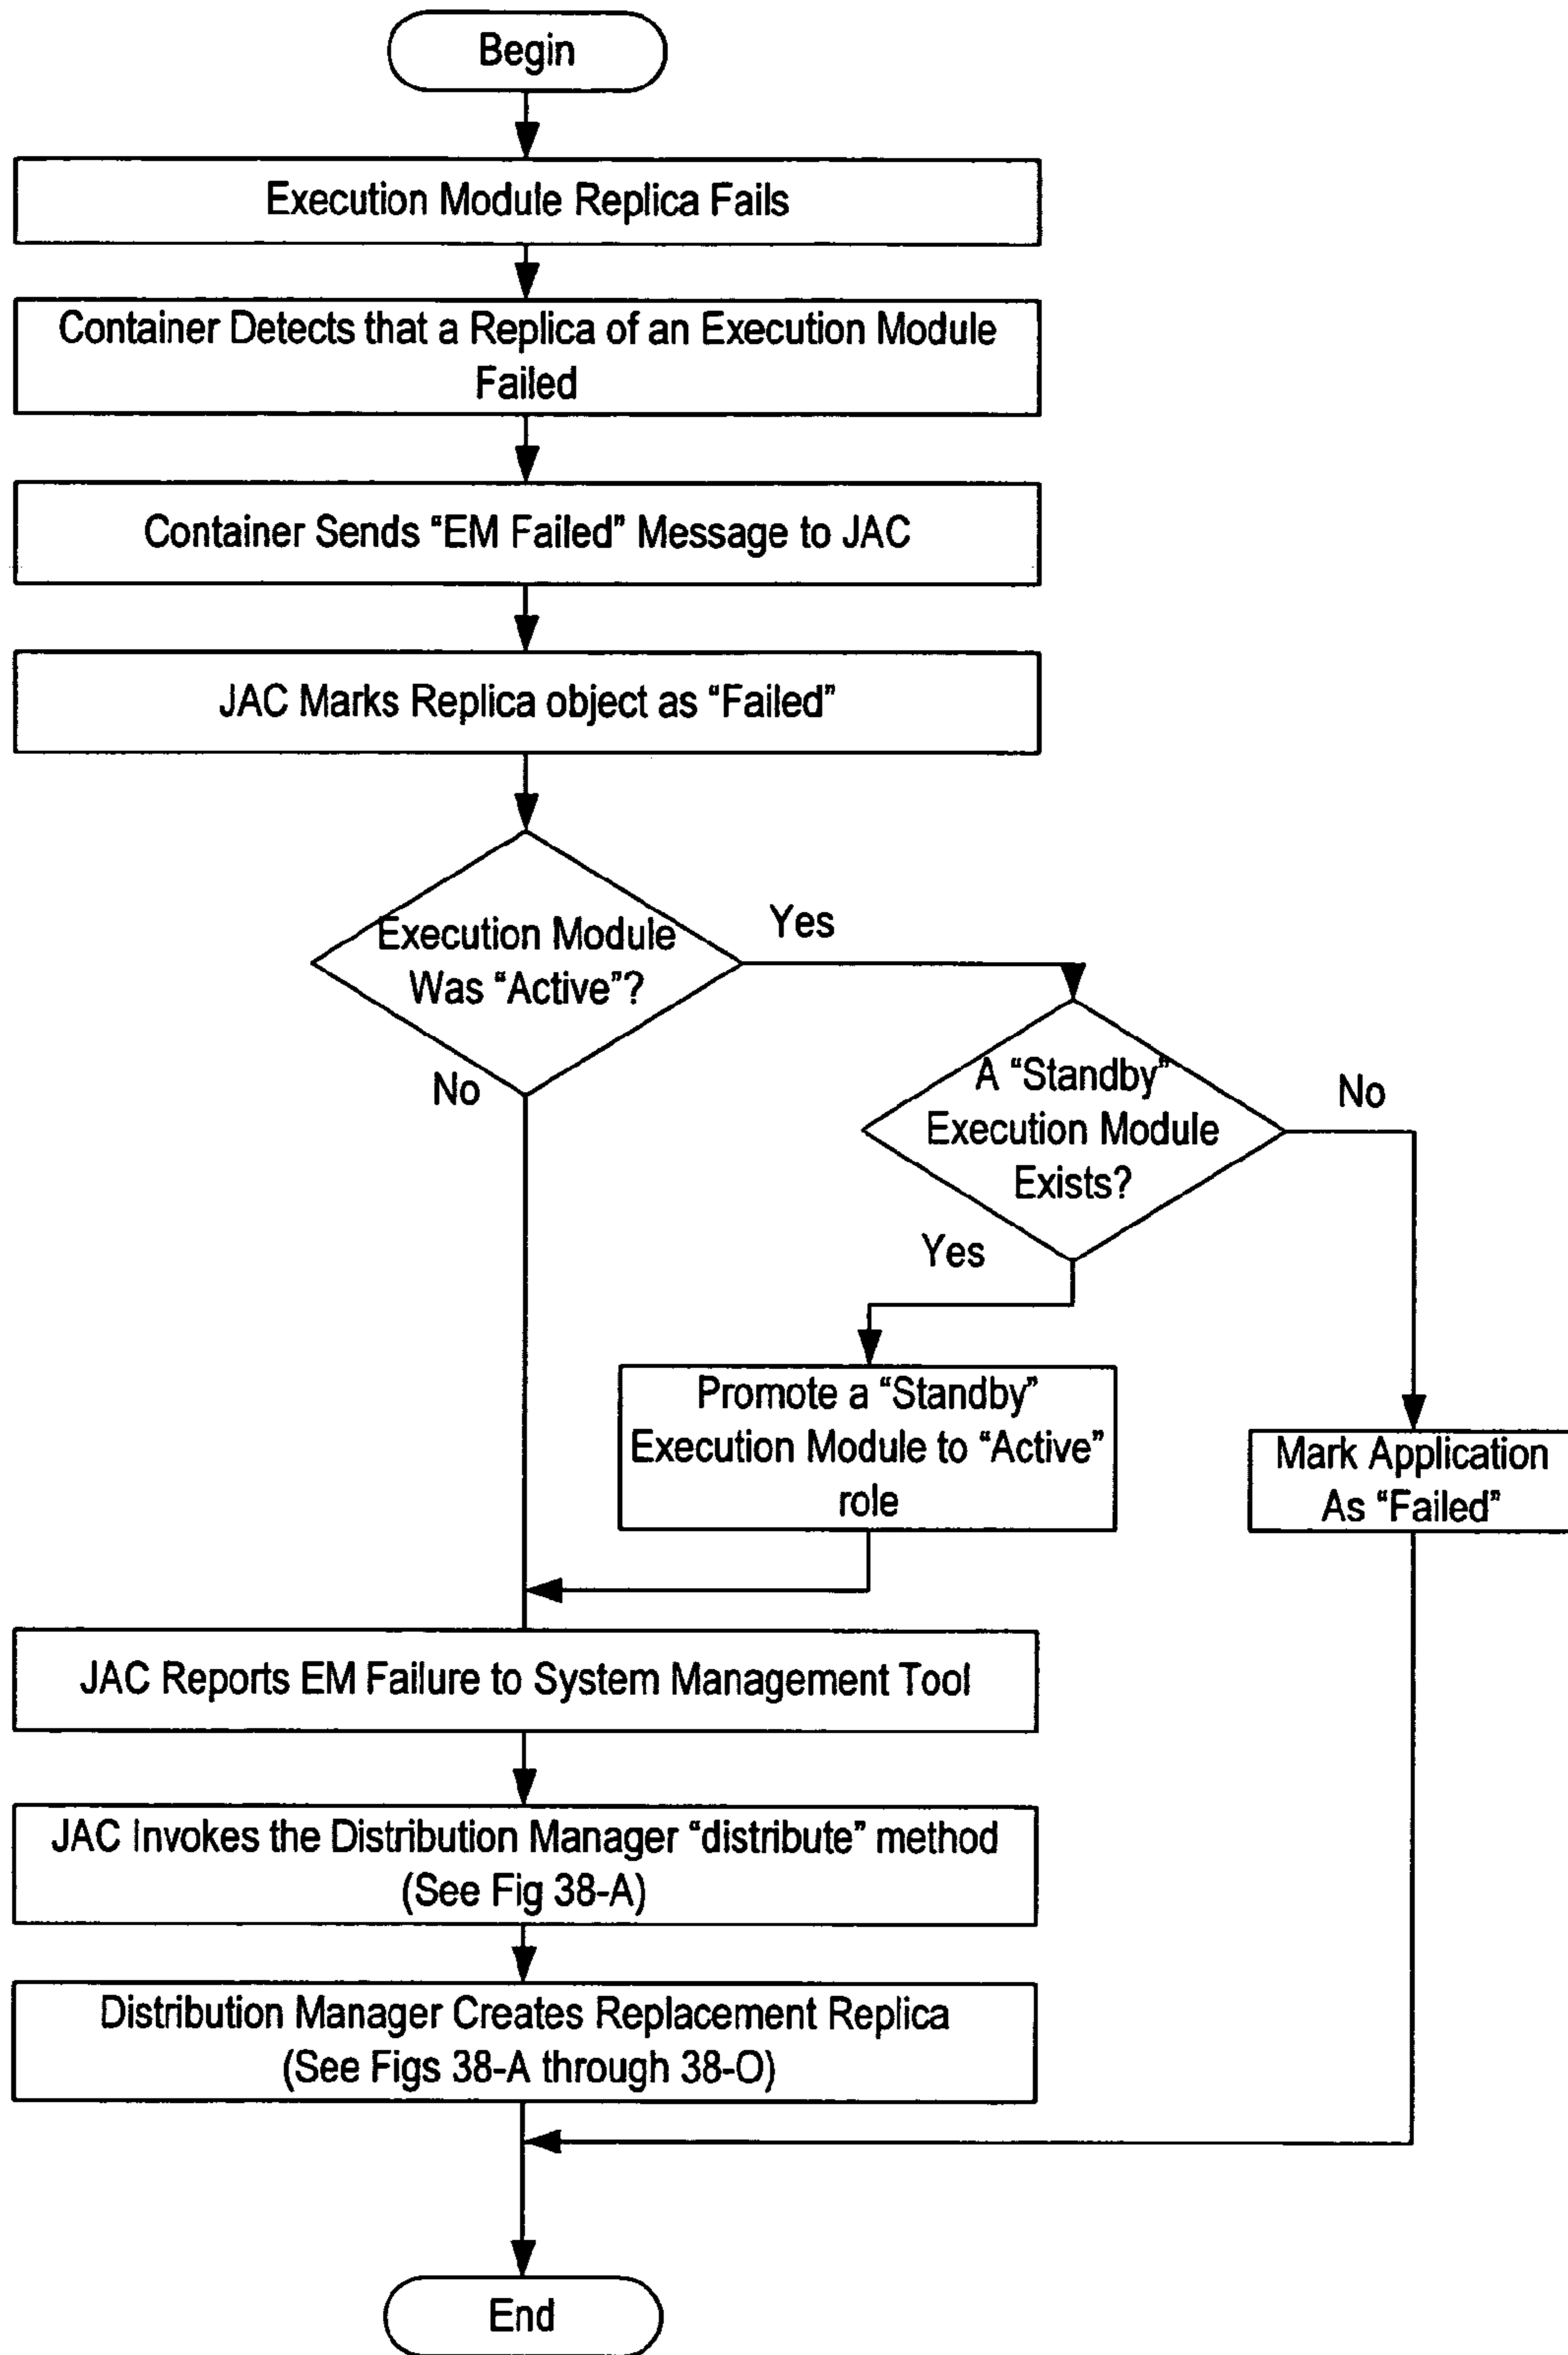 Begin
Execution Module Replica Fails
Container Detects that a Replica of an Execution Module
Failed
Container Sends “EM Failed” Message to JAC
JAC Marks Replica object as “Failed”
Execution Module
Was “Active”?
Yes
No
A “Standby”
Execution Module
Exists?
No
Yes
Promote a “Standby”
Execution Module to “Active”
role
Mark Application
As “Failed”
JAC Reports EM Failure to System Management Tool
JAC Invokes the Distribution Manager “distribute” method
(See Fig 38-A)
Distribution Manager Creates Replacement Replica
(See Figs 38-A through 38-O)
End